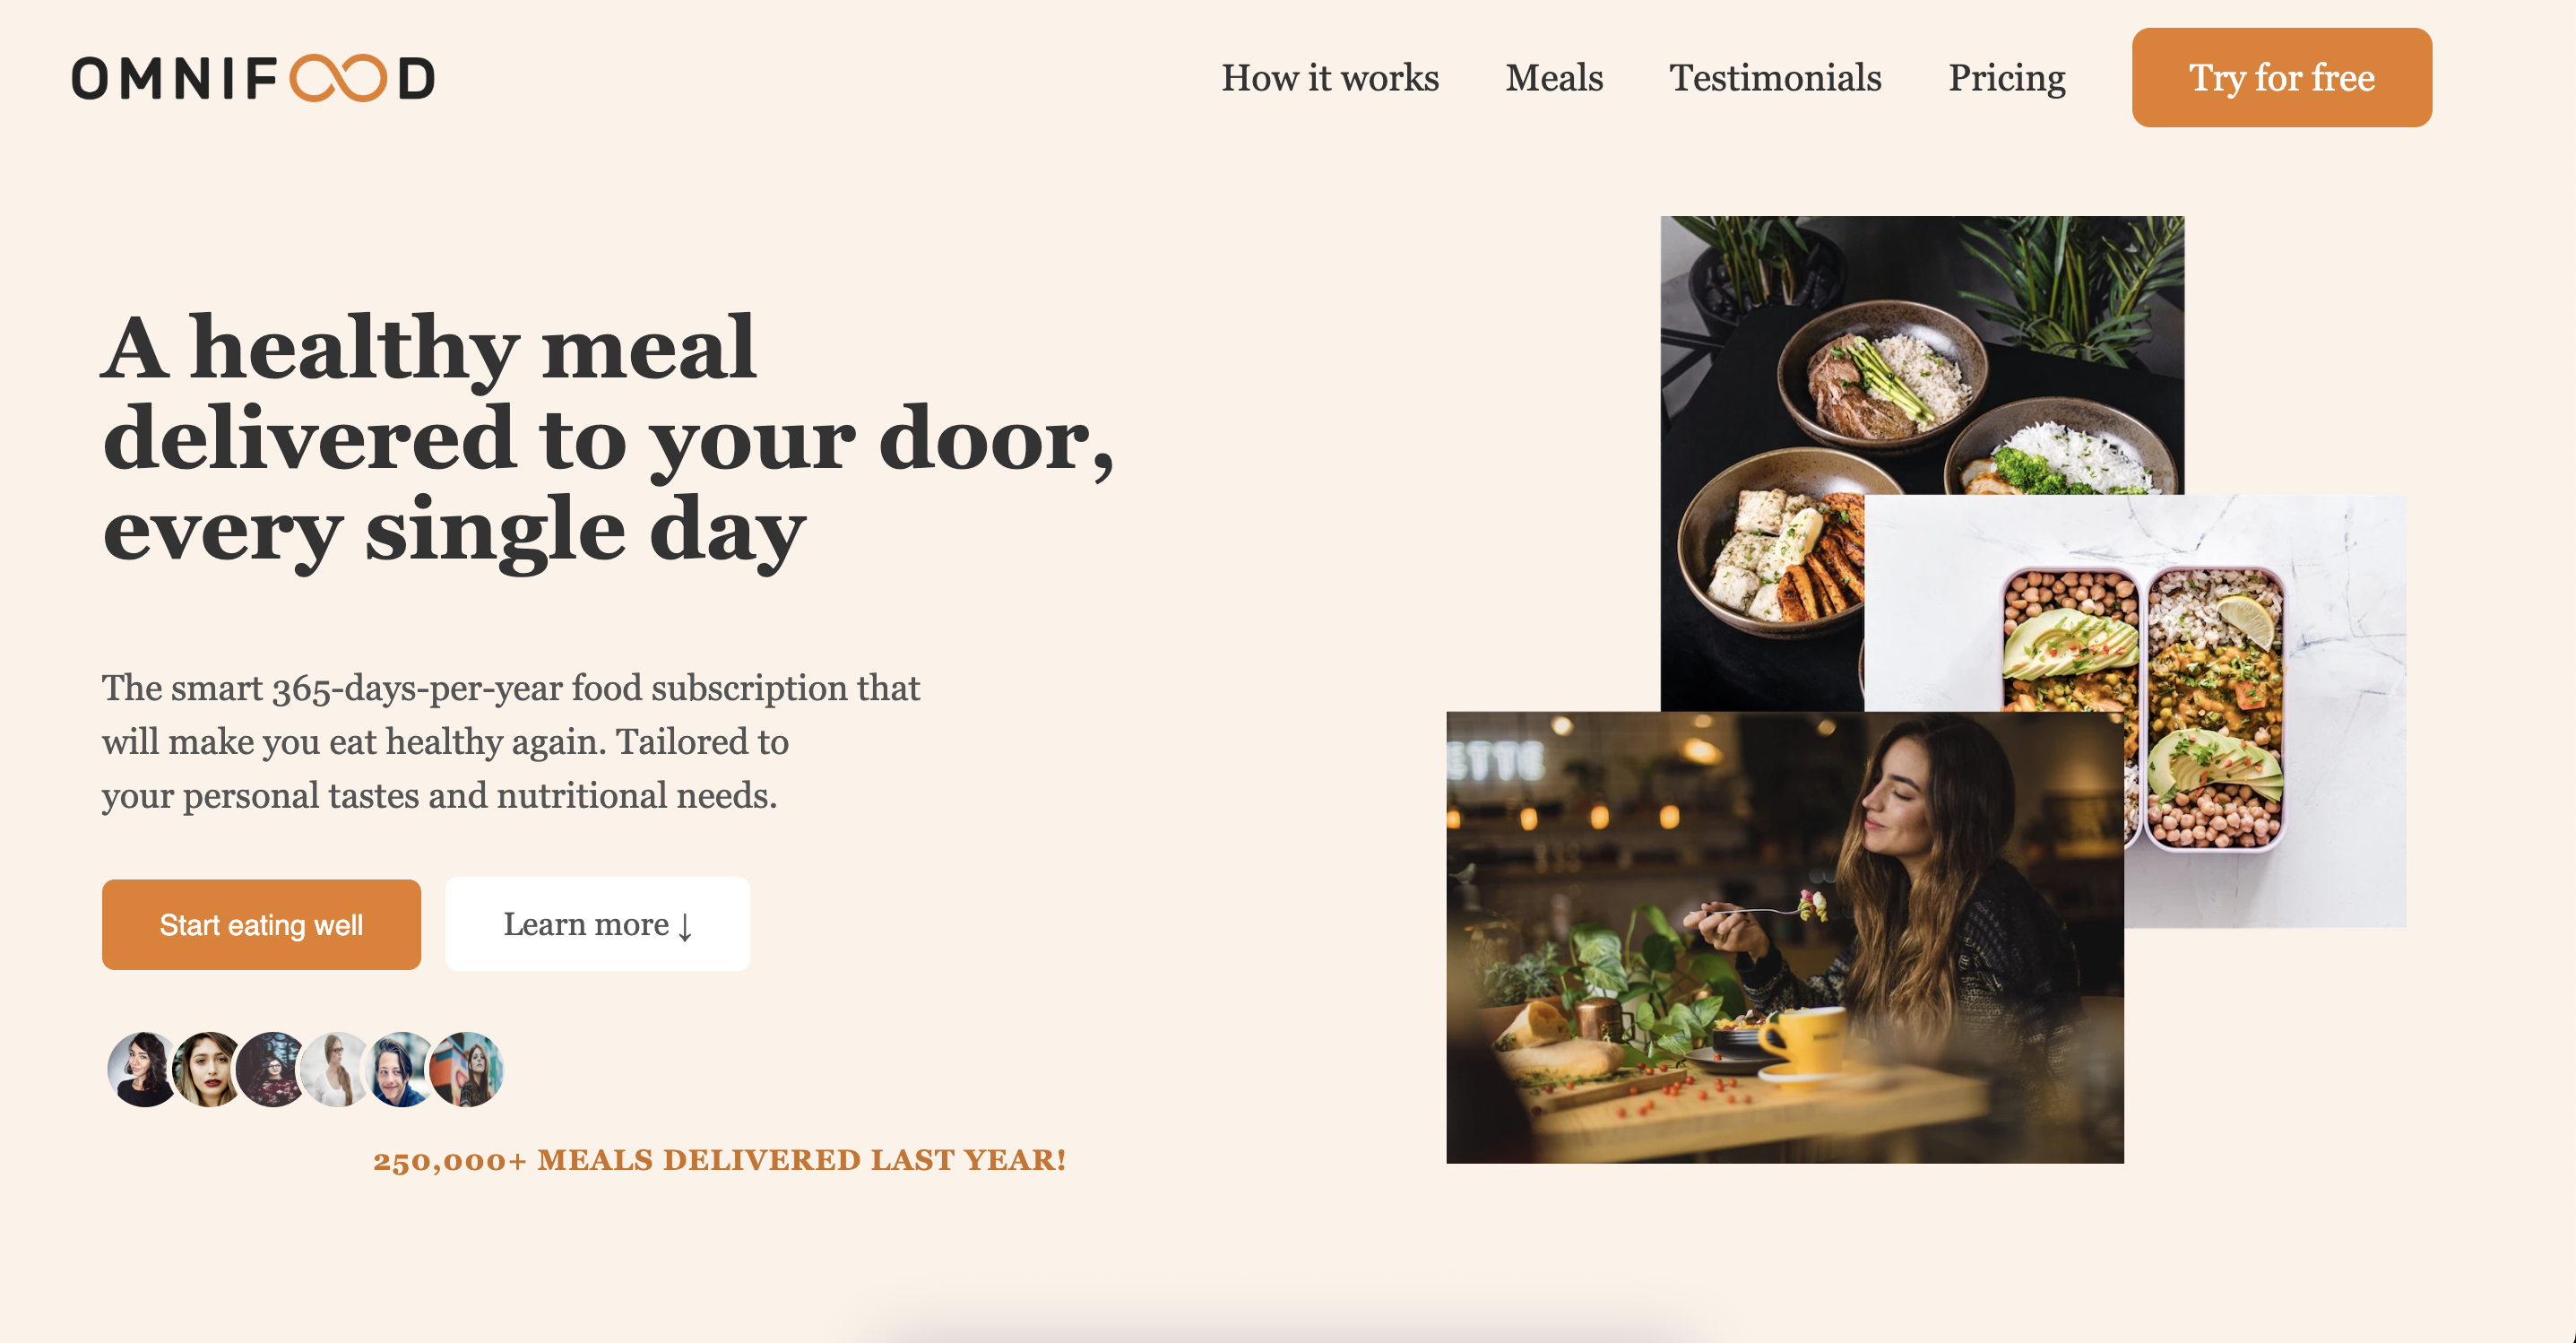 OMNIFOOD
How it works Meals Testimonials Pricing Try for free
A healthy meal
delivered to your door,
every single day
The smart 365-days-per-year food subscription that
will make you eat healthy again. Tailored to
your personal tastes and nutritional needs.
Start eating well Learn more ↓
250,000+ MEALS DELIVERED LAST YEAR!
ETTE